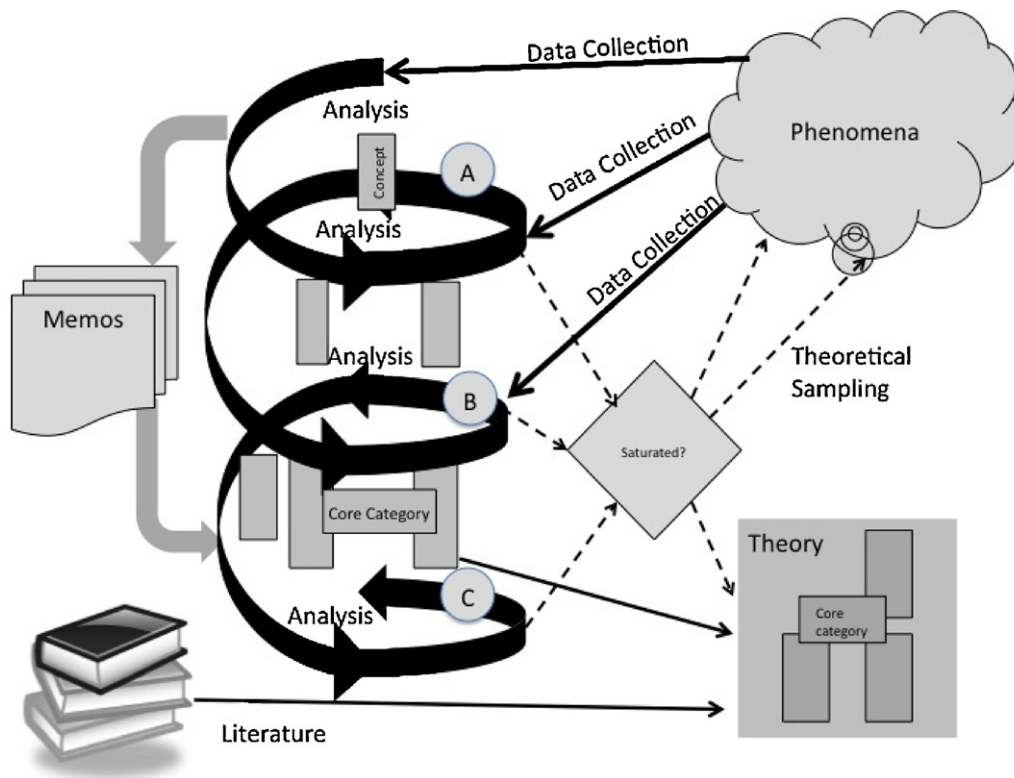 Data Collection
Analysis
Phenomena
Data Collection
Concept
A
Analysis
Data Collection
Memos
Analysis
Theoretical
Sampling
B
Saturated?
Core Category
Theory
C
Analysis
Core
category
Literature